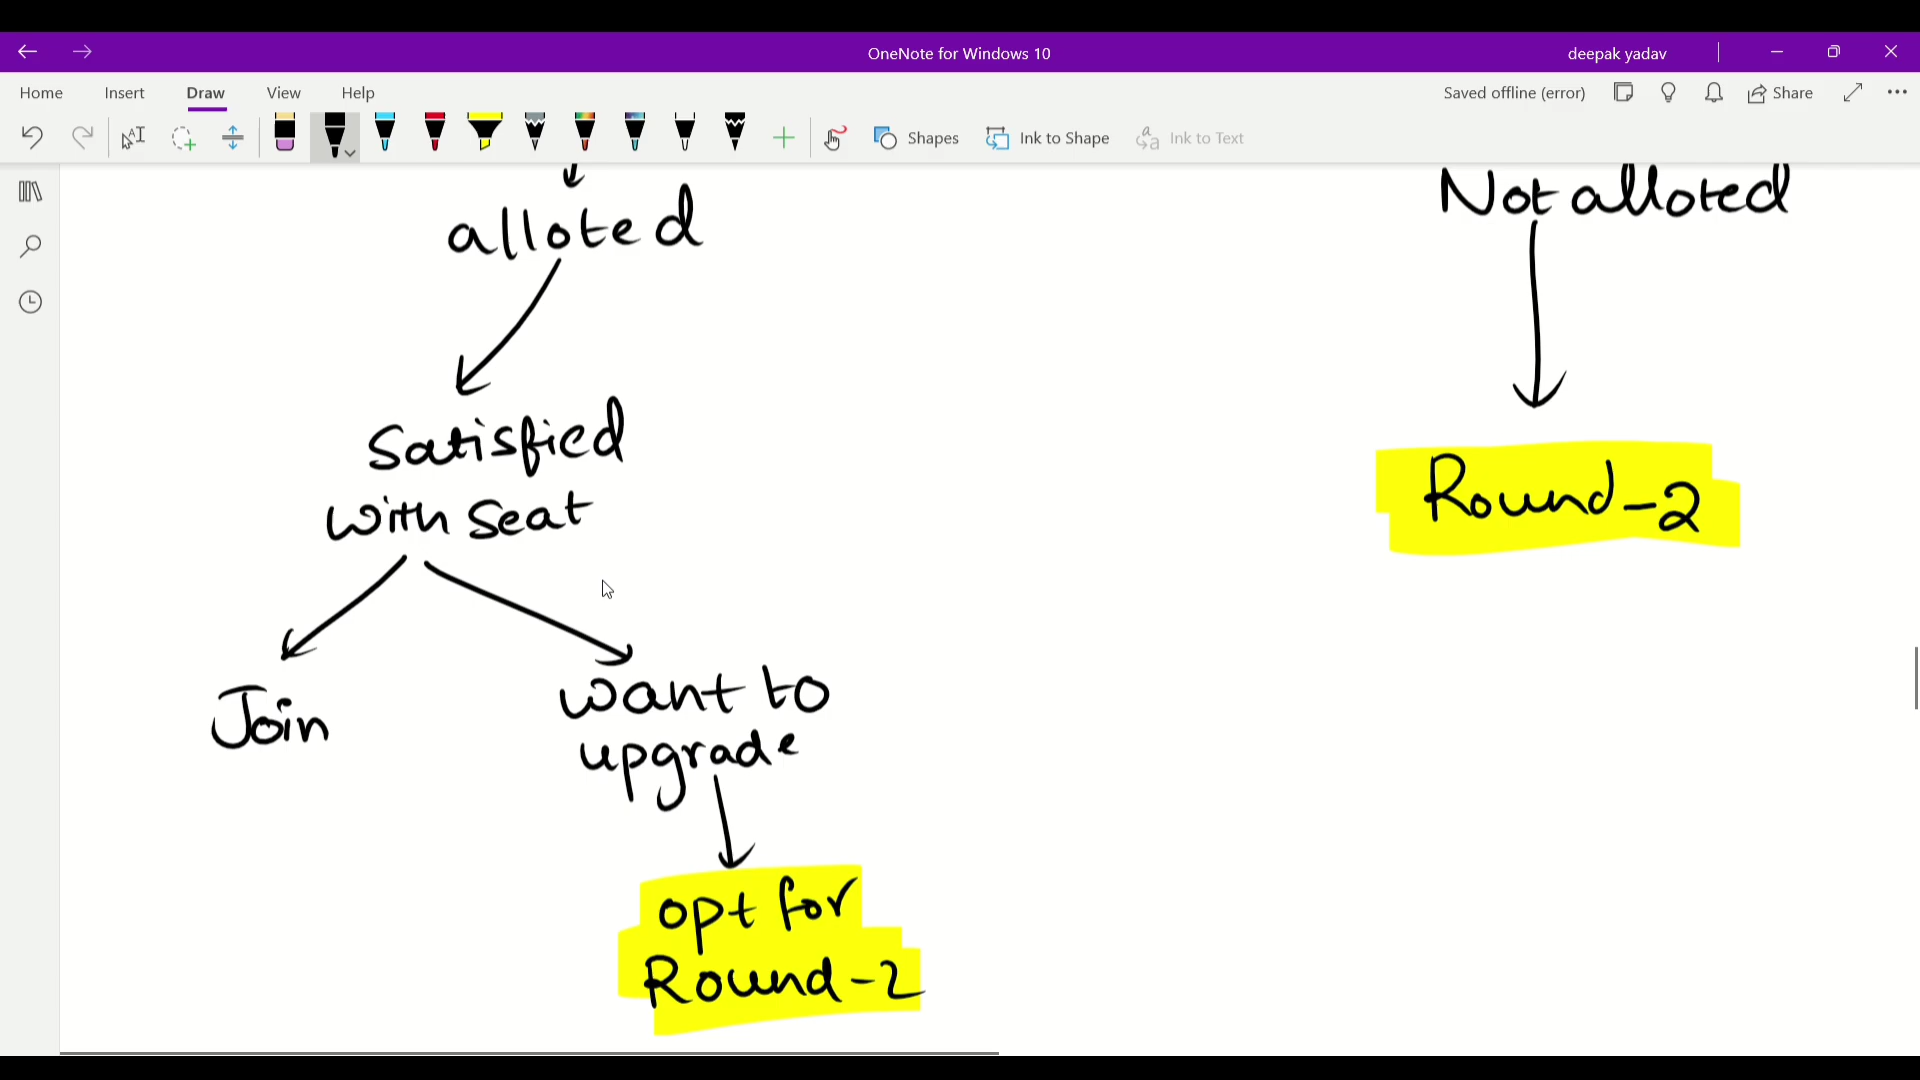 OneNote for Windows 10
deepak yadav
Home Insert Draw View Help
Saved offline (error)
Share
Shapes
Ink to Shape
Ink to Text
alloted
Not alloted
Satisfied
with Seat
Round-2
Join
want to
upgrade
opt for
Round-2